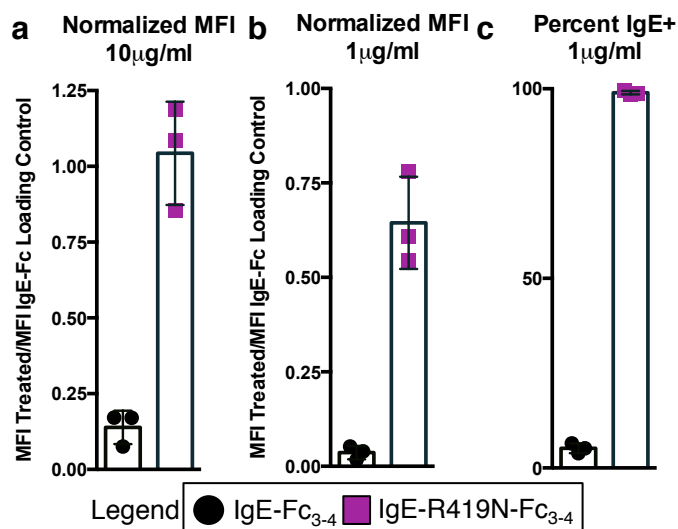 a Normalized MFI
10μg/ml
MFI Treated/MFI IgE-Fc Loading Control
1.25
1.00
0.75
0.50
0.25
0.00
b Normalized MFI
1μg/ml
MFI Treated/MFI IgE-Fc Loading Control
1.00
0.75
0.50
0.25
0.00
c Percent IgE+
1μg/ml
100
50
0
Legend IgE-Fc₃₋₄ IgE-R419N-Fc₃₋₄